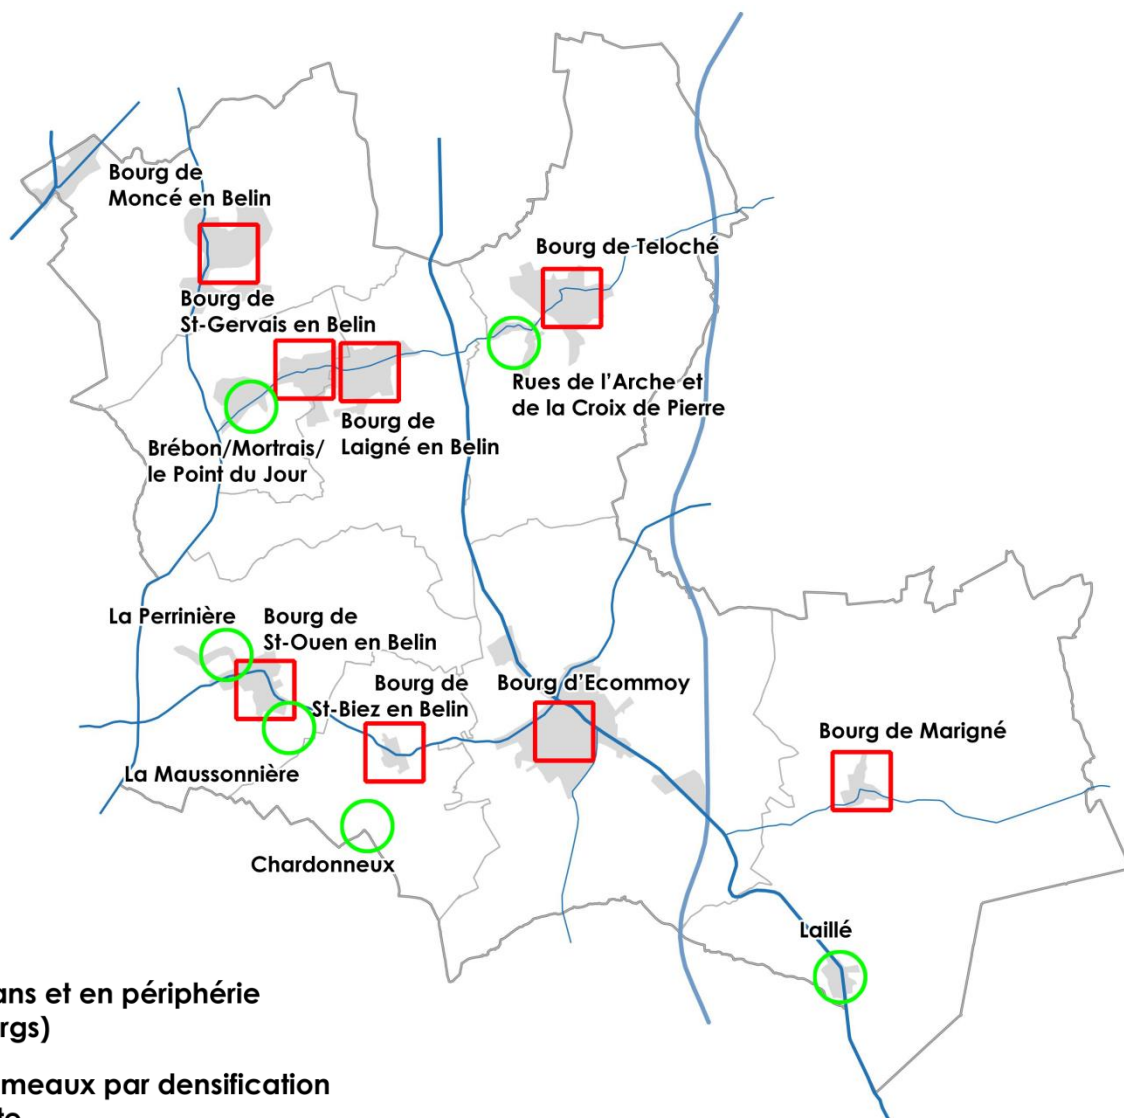 Bourg de
Moncé en Belin
Bourg de Teloché
Bourg de
St-Gervais en Belin
Rues de l'Arche et
de la Croix de Pierre
Bourg de
Laigné en Belin
Brébon/Mortrais/
le Point du Jour
La Perrinière
Bourg de
St-Ouen en Belin
Bourg de
St-Biez en Belin
Bourg d'Ecommoy
Bourg de Marigné
La Maussonnière
Chardonneux
Laillé
ans et en périphérie
rgs)
meaux par densification